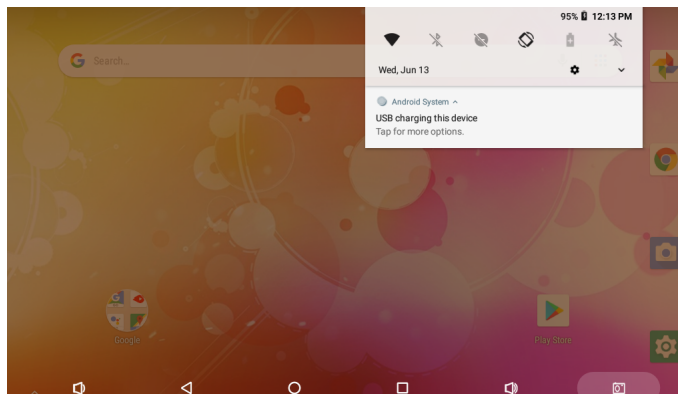 95% 12:13 PM
Search..
Wed, Jun 13
Android System
USB charging this device
Tap for more options.
Google
Play Store